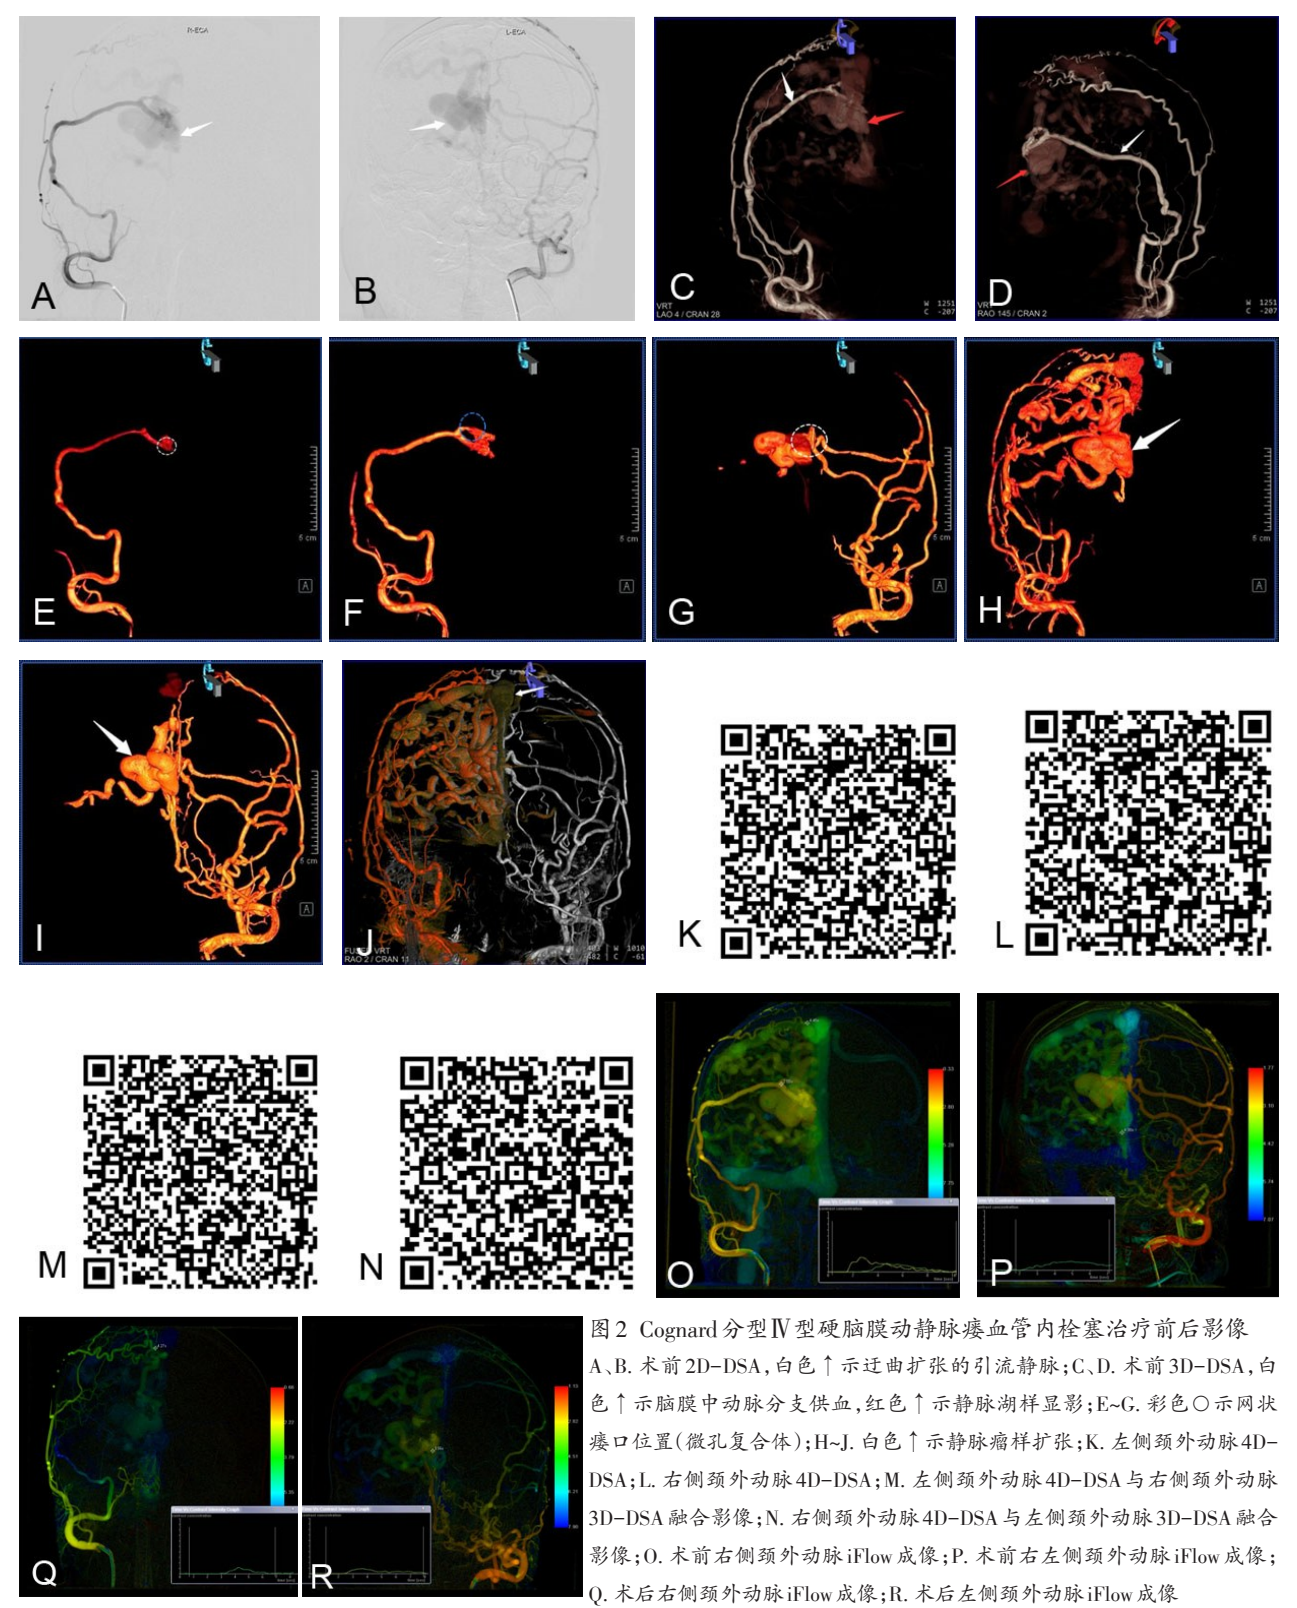 R-ECA
A
L-ECA
B
C
VRT
LAO 4 / CRAN 28
W 1251
C -207
D
VRT
RAO 145 / CRAN 2
W 1251
C -207
E
5 cm
A
F
5 cm
A
G
5 cm
A
H
5 cm
A
I
5 cm
A
J
RAO 2 / CRAN 11
W 1010
C -61
K
L
M
N
O
P
Q
R
图2 Cognard分型Ⅳ型硬脑膜动静脉瘘血管内栓塞治疗前后影像
A、B. 术前2D-DSA,白色↑示迂曲扩张的引流静脉;C、D. 术前3D-DSA,白
色↑示脑膜中动脉分支供血,红色↑示静脉湖样显影;E~G. 彩色○示网状
瘘口位置(微孔复合体);H~J. 白色↑示静脉瘤样扩张;K. 左侧颈外动脉4D-
DSA;L. 右侧颈外动脉4D-DSA;M. 左侧颈外动脉4D-DSA与右侧颈外动脉
3D-DSA融合影像;N. 右侧颈外动脉4D-DSA与左侧颈外动脉3D-DSA融合
影像;O. 术前右侧颈外动脉iFlow成像;P. 术前右左侧颈外动脉iFlow成像;
Q. 术后右侧颈外动脉iFlow成像;R. 术后左侧颈外动脉iFlow成像